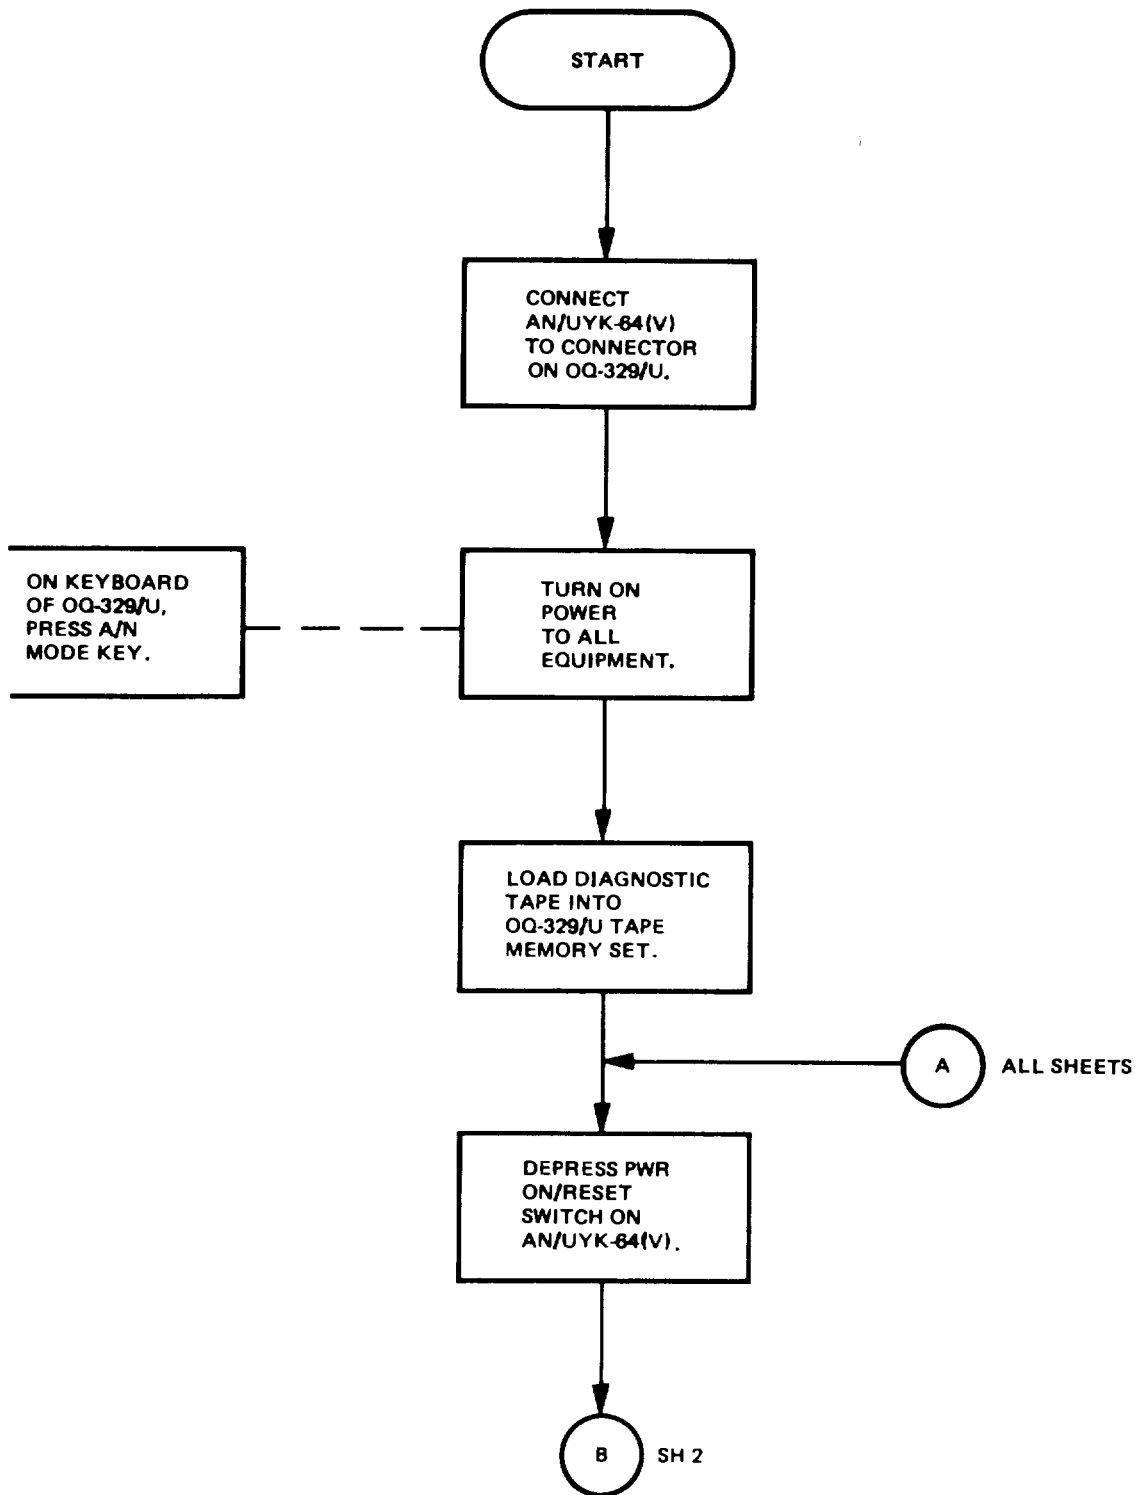 START
CONNECT
AN/UYK-64(V)
TO CONNECTOR
ON OQ-329/U.
ON KEYBOARD
OF OQ-329/U,
PRESS A/N
MODE KEY.
TURN ON
POWER
TO ALL
EQUIPMENT.
LOAD DIAGNOSTIC
TAPE INTO
OQ-329/U TAPE
MEMORY SET.
A
ALL SHEETS
DEPRESS PWR
ON/RESET
SWITCH ON
AN/UYK-64(V).
B
SH 2